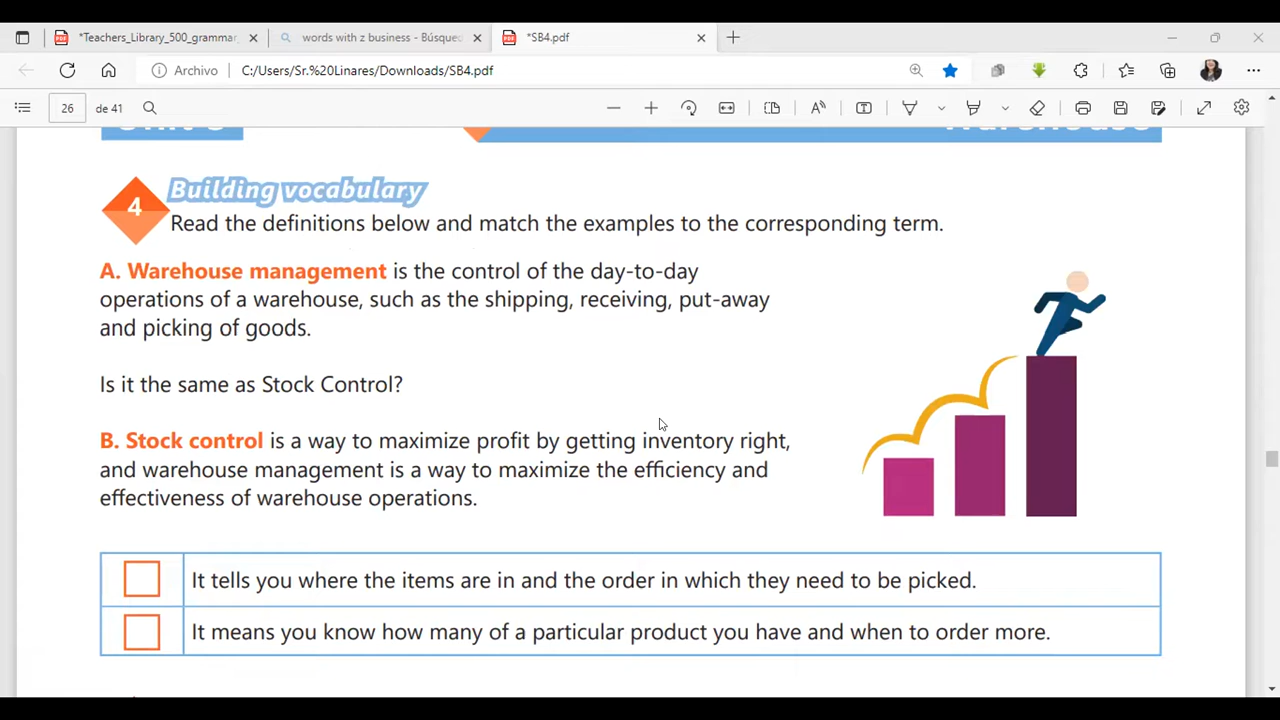 *Teachers_Library_500_grammar
words with z business - Búsqued
*SB4.pdf
Archivo
C:/Users/Sr.%20Linares/Downloads/SB4.pdf
26
de 41
4
Building vocabulary
Read the definitions below and match the examples to the corresponding term.
A. Warehouse management is the control of the day-to-day
operations of a warehouse, such as the shipping, receiving, put-away
and picking of goods.
Is it the same as Stock Control?
B. Stock control is a way to maximize profit by getting inventory right,
and warehouse management is a way to maximize the efficiency and
effectiveness of warehouse operations.
It tells you where the items are in and the order in which they need to be picked.
It means you know how many of a particular product you have and when to order more.